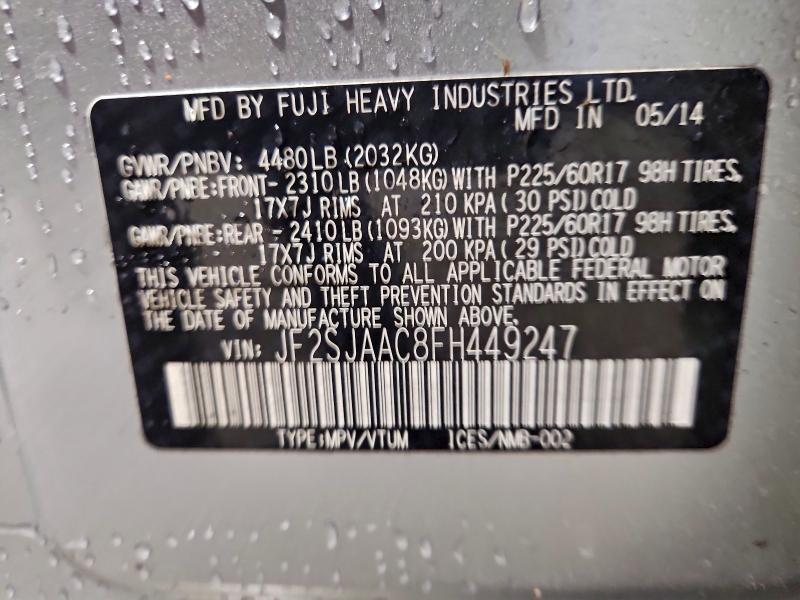 MFD BY FUJI HEAVY INDUSTRIES LTD.
MFD IN 05/14
GVWR/PNBV: 4480LB (2032KG)
GAWR/PNBE:FRONT- 2310LB (1048KG) WITH P225/60R17 98H TIRES,
17X7J RIMS AT 210 KPA ( 30 PSI) COLD
GAWR/PNBE:REAR - 2410LB (1093KG) WITH P225/60R17 98H TIRES,
17X7J RIMS AT 200 KPA ( 29 PSI) COLD
THIS VEHICLE CONFORMS TO ALL APPLICABLE FEDERAL MOTOR
VEHICLE SAFETY AND THEFT PREVENTION STANDARDS IN EFFECT ON
THE DATE OF MANUFACTURE SHOWN ABOVE.
VIN: JF2SJAAC8FH449247
TYPE:MPV/VTUM ICES/NMB-002